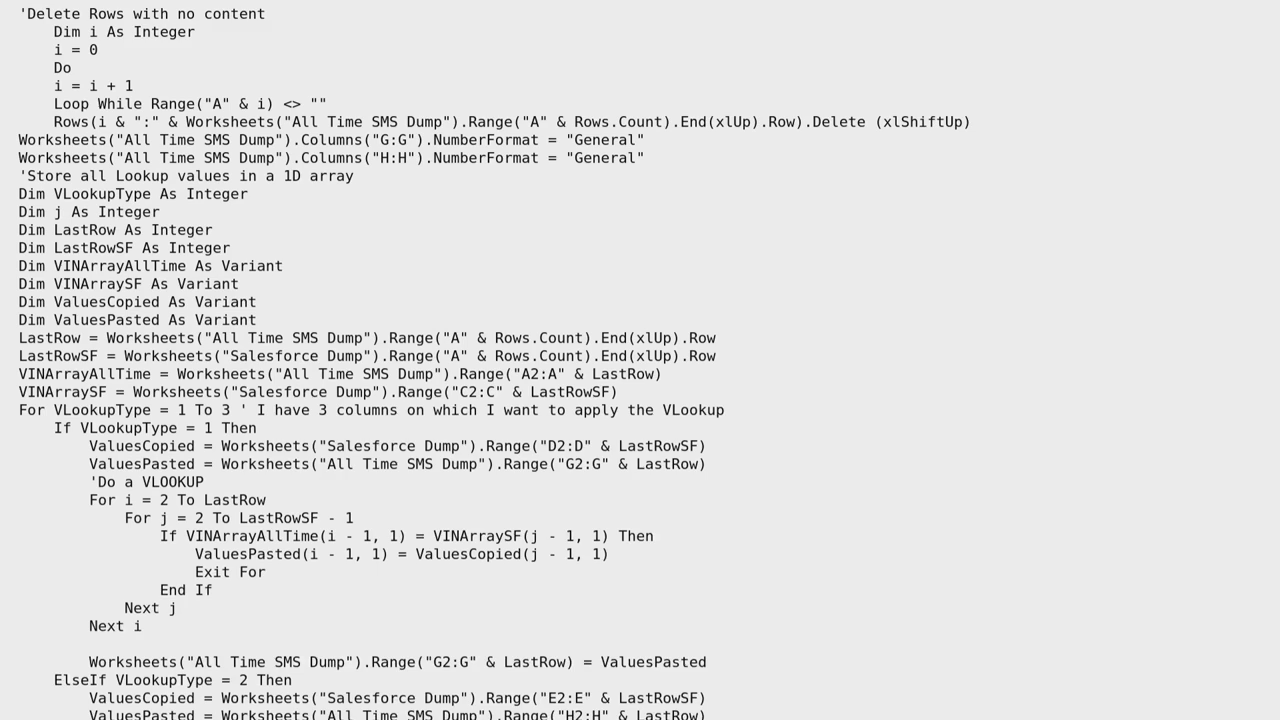 'Delete Rows with no content
    Dim i As Integer
    i = 0
    Do
    i = i + 1
    Loop While Range("A" & i) <> ""
    Rows(i & ":" & Worksheets("All Time SMS Dump").Range("A" & Rows.Count).End(xlUp).Row).Delete (xlShiftUp)
Worksheets("All Time SMS Dump").Columns("G:G").NumberFormat = "General"
Worksheets("All Time SMS Dump").Columns("H:H").NumberFormat = "General"
'Store all Lookup values in a 1D array
Dim VLookupType As Integer
Dim j As Integer
Dim LastRow As Integer
Dim LastRowSF As Integer
Dim VINArrayAllTime As Variant
Dim VINArraySF As Variant
Dim ValuesCopied As Variant
Dim ValuesPasted As Variant
LastRow = Worksheets("All Time SMS Dump").Range("A" & Rows.Count).End(xlUp).Row
LastRowSF = Worksheets("Salesforce Dump").Range("A" & Rows.Count).End(xlUp).Row
VINArrayAllTime = Worksheets("All Time SMS Dump").Range("A2:A" & LastRow)
VINArraySF = Worksheets("Salesforce Dump").Range("C2:C" & LastRowSF)
For VLookupType = 1 To 3 ' I have 3 columns on which I want to apply the VLookup
    If VLookupType = 1 Then
        ValuesCopied = Worksheets("Salesforce Dump").Range("D2:D" & LastRowSF)
        ValuesPasted = Worksheets("All Time SMS Dump").Range("G2:G" & LastRow)
        'Do a VLOOKUP
        For i = 2 To LastRow
            For j = 2 To LastRowSF - 1
                If VINArrayAllTime(i - 1, 1) = VINArraySF(j - 1, 1) Then
                    ValuesPasted(i - 1, 1) = ValuesCopied(j - 1, 1)
                    Exit For
                End If
            Next j
        Next i
        Worksheets("All Time SMS Dump").Range("G2:G" & LastRow) = ValuesPasted
    ElseIf VLookupType = 2 Then
        ValuesCopied = Worksheets("Salesforce Dump").Range("E2:E" & LastRowSF)
        ValuesPasted = Worksheets("All Time SMS Dump").Range("H2:H" & LastRow)